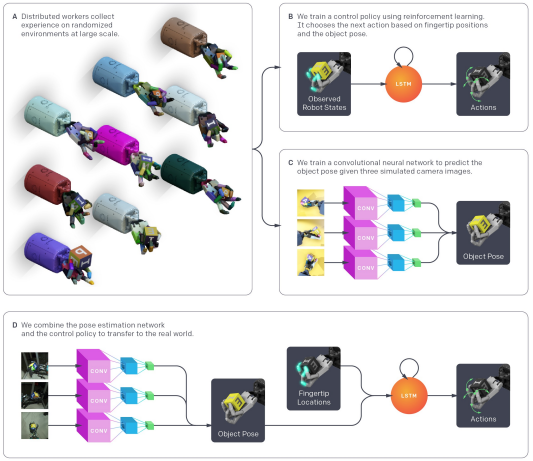 A Distributed workers collect
experience on randomized
environments at large scale.
B We train a control policy using reinforcement learning.
It chooses the next action based on fingertip positions
and the object pose.
Observed
Robot States
LSTM
Actions
C We train a convolutional neural network to predict the
object pose given three simulated camera images.
CONV
CONV
CONV
Object Pose
D We combine the pose estimation network
and the control policy to transfer to the real world.
CONV
CONV
CONV
Object Pose
Fingertip
Locations
LSTM
Actions